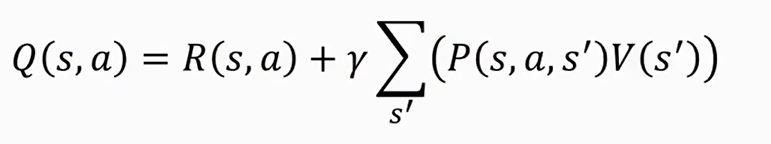 Q(s, a) = R(s, a) + γ ∑ (P(s, a, s′)V(s′))
s′